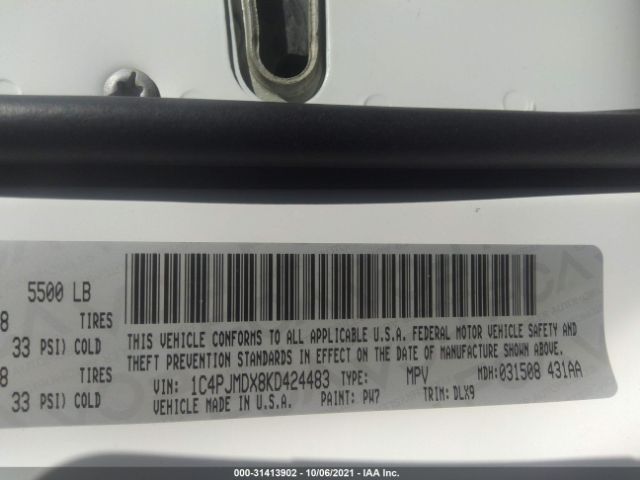 5500 LB
8 TIRES
33 PSI) COLD
8 TIRES
33 PSI) COLD
THIS VEHICLE CONFORMS TO ALL APPLICABLE U.S.A. FEDERAL MOTOR VEHICLE SAFETY AND
THEFT PREVENTION STANDARDS IN EFFECT ON THE DATE OF MANUFACTURE SHOWN ABOVE.
VIN: 1C4PJMDX8KD424483 TYPE: MPV MDH: 031508 431AA
VEHICLE MADE IN U.S.A. PAINT: PW7 TRIM: DLX9
000-31413902 - 10/06/2021 - IAA Inc.